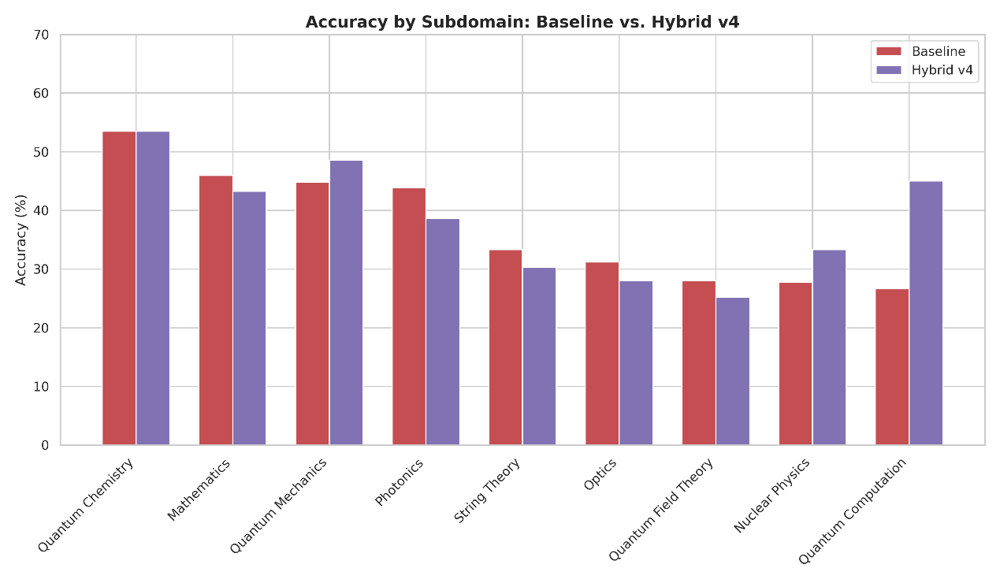 Accuracy by Subdomain: Baseline vs. Hybrid v4
Baseline
Hybrid v4
Accuracy (%)
70
60
50
40
30
20
10
0
Quantum Chemistry
Mathematics
Quantum Mechanics
Photonics
String Theory
Optics
Quantum Field Theory
Nuclear Physics
Quantum Computation